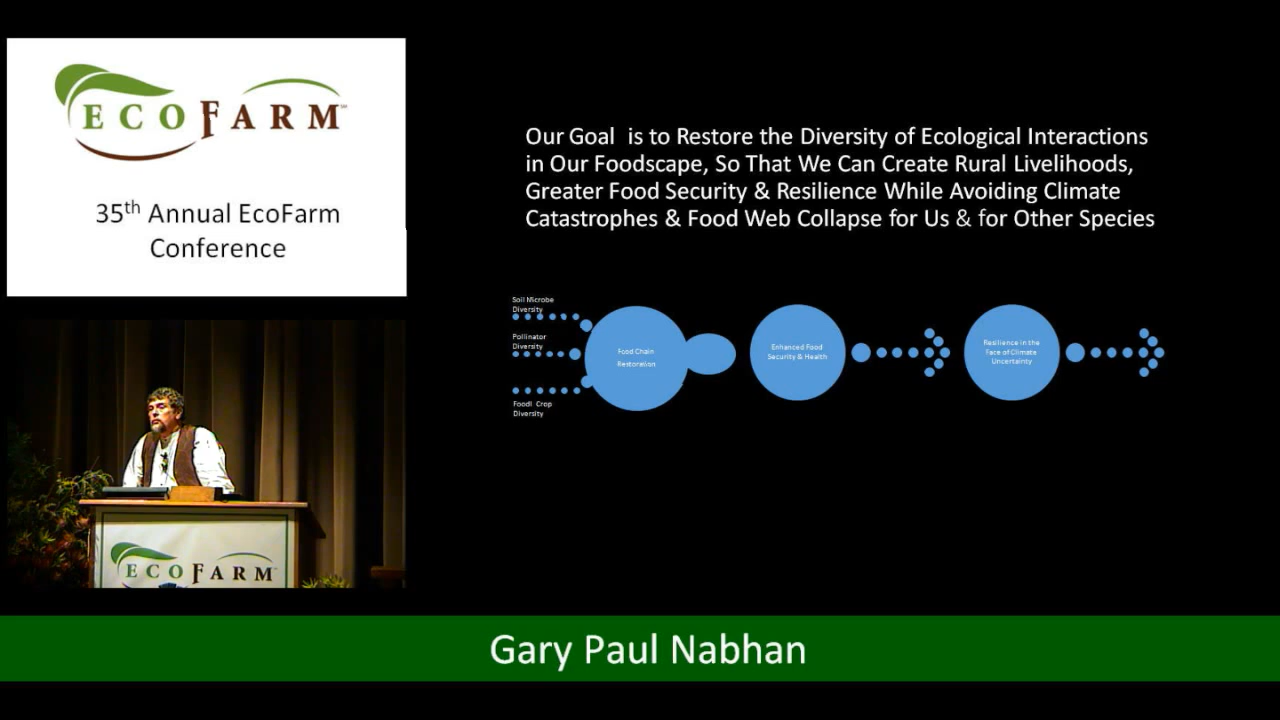 ECOFARM
35th Annual EcoFarm
Conference
Our Goal is to Restore the Diversity of Ecological Interactions
in Our Foodscape, So That We Can Create Rural Livelihoods,
Greater Food Security & Resilience While Avoiding Climate
Catastrophes & Food Web Collapse for Us & for Other Species
Soil Microbe
Diversity
Pollinator
Diversity
Foodl Crop
Diversity
Food Chain
Restoration
Enhanced Food
Security & Health
Resilience in the
Face of Climate
Uncertainty
ECOFARM
Gary Paul Nabhan